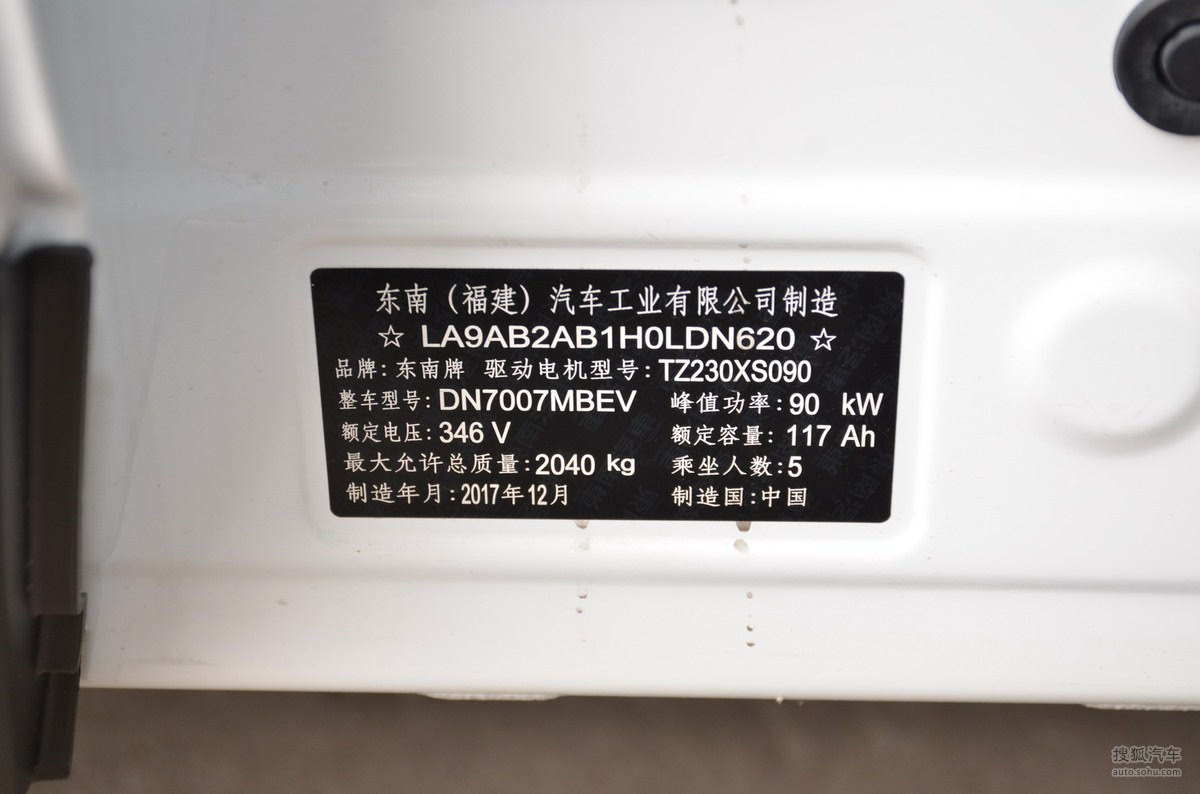 东南（福建）汽车工业有限公司制造
☆ LA9AB2AB1H0LDN620 ☆
品牌：东南牌 驱动电机型号：TZ230XS090
整车型号：DN7007MBEV 峰值功率：90 kW
额定电压：346 V 额定容量：117 Ah
最大允许总质量：2040 kg 乘坐人数：5
制造年月：2017年12月 制造国：中国
搜狐汽车
auto.sohu.com